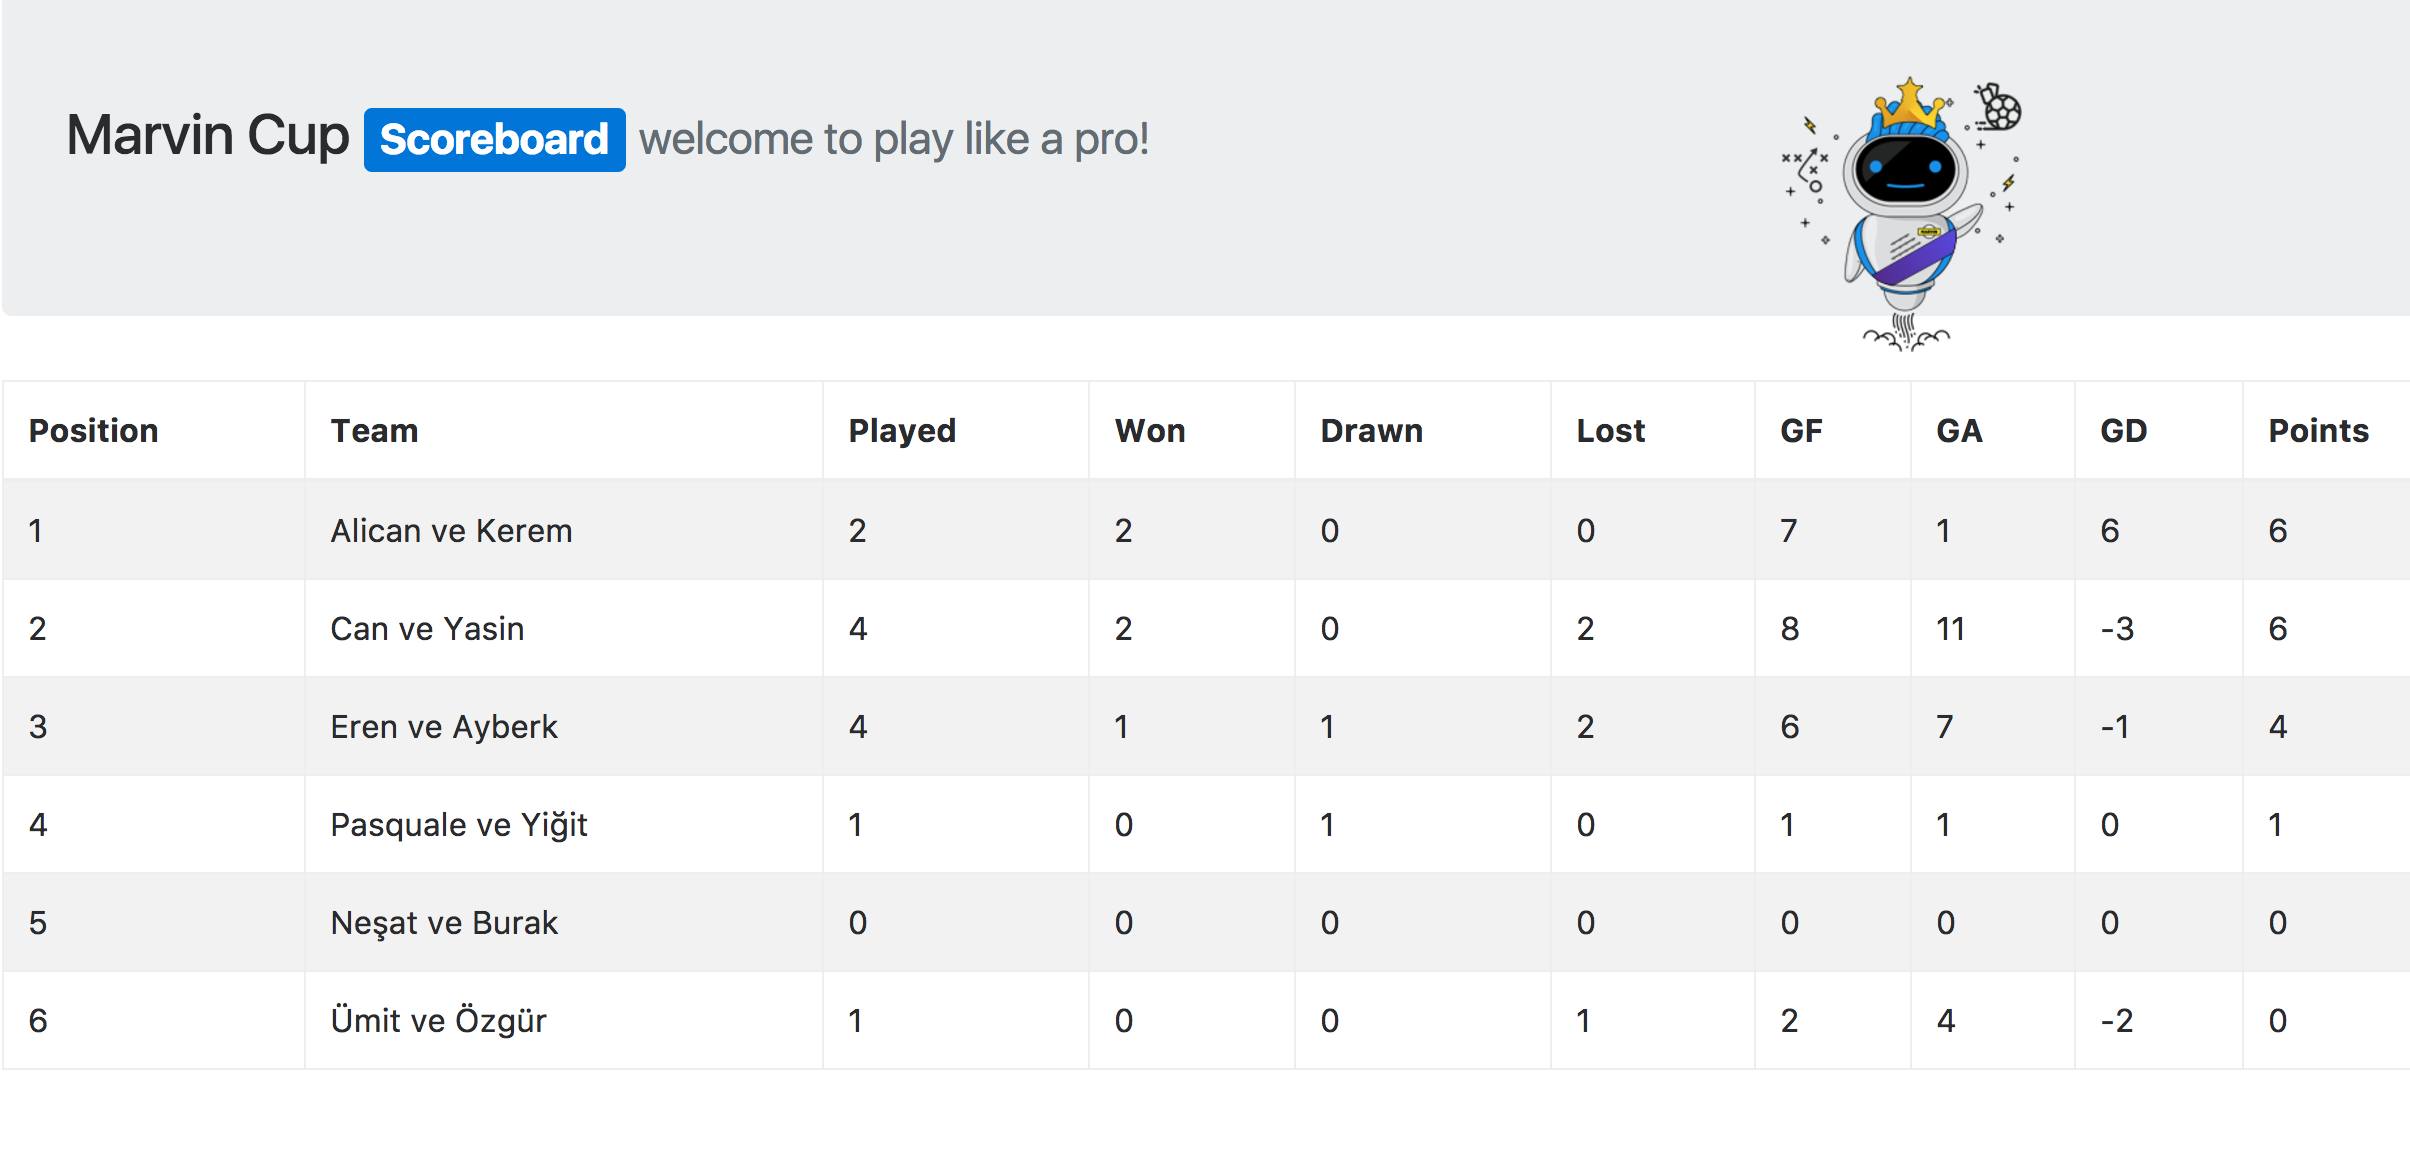 Marvin Cup Scoreboard welcome to play like a pro!
MARVIN
Position Team Played Won Drawn Lost GF GA GD Points
1 Alican ve Kerem 2 2 0 0 7 1 6 6
2 Can ve Yasin 4 2 0 2 8 11 -3 6
3 Eren ve Ayberk 4 1 1 2 6 7 -1 4
4 Pasquale ve Yiğit 1 0 1 0 1 1 0 1
5 Neşat ve Burak 0 0 0 0 0 0 0 0
6 Ümit ve Özgür 1 0 0 1 2 4 -2 0